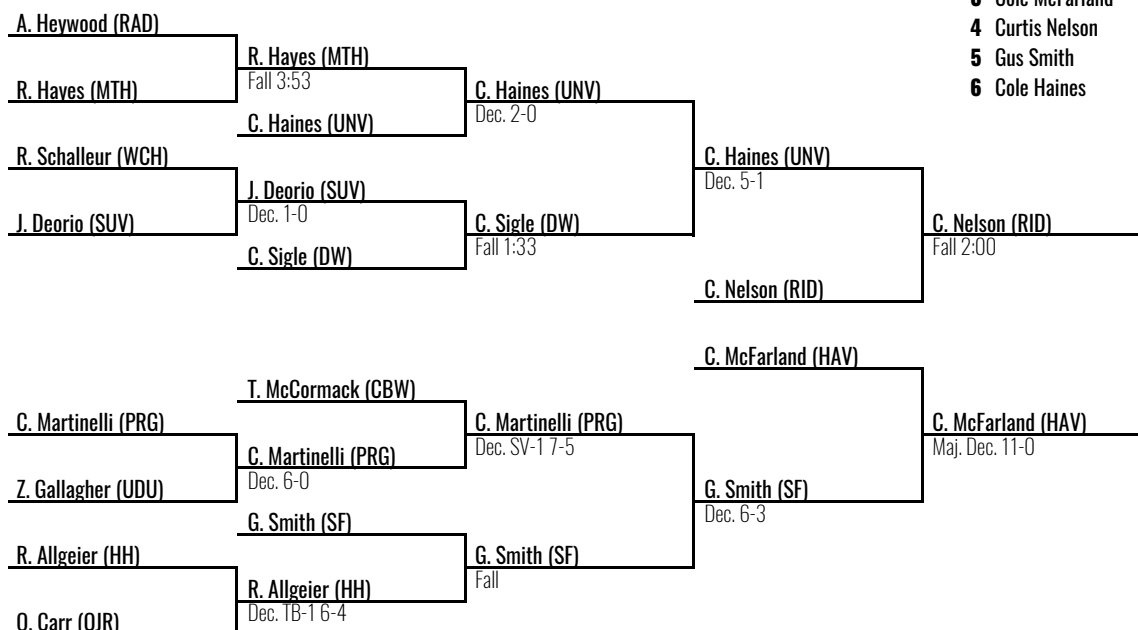 3 Cole McFarland
4 Curtis Nelson
5 Gus Smith
6 Cole Haines
A. Heywood (RAD)
R. Hayes (MTH)
Fall 3:53
R. Hayes (MTH)
C. Haines (UNV)
Dec. 2-0
C. Haines (UNV)
R. Schalleur (WCH)
C. Haines (UNV)
Dec. 5-1
J. Deorio (SUV)
Dec. 1-0
J. Deorio (SUV)
C. Sigle (DW)
Fall 1:33
C. Nelson (RID)
Fall 2:00
C. Sigle (DW)
C. Nelson (RID)
C. McFarland (HAV)
T. McCormack (CBW)
C. Martinelli (PRG)
C. Martinelli (PRG)
Dec. SV-1 7-5
C. McFarland (HAV)
Maj. Dec. 11-0
C. Martinelli (PRG)
Dec. 6-0
Z. Gallagher (UDU)
G. Smith (SF)
Dec. 6-3
G. Smith (SF)
R. Allgeier (HH)
G. Smith (SF)
Fall
R. Allgeier (HH)
Dec. TB-1 6-4
O. Carr (OJR)